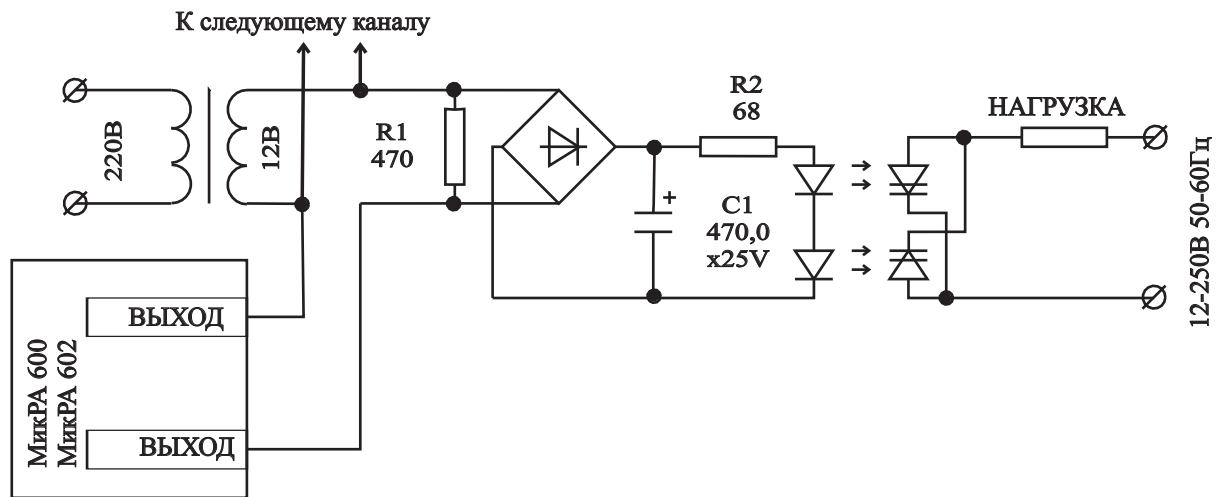 К следующему каналу
220В
12В
R1
470
R2
68
C1
470,0
x25V
НАГРУЗКА
12-250В 50-60Гц
МикРА 600
МикРА 602
ВЫХОД
ВЫХОД